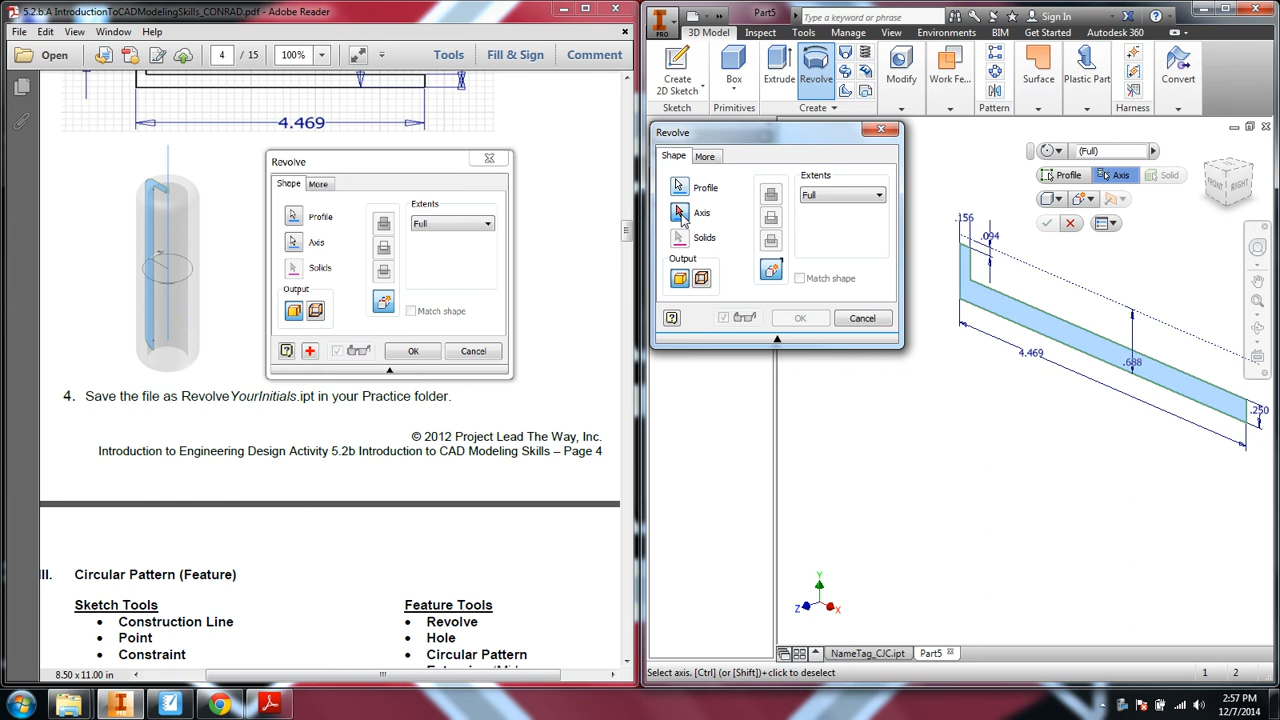 5.2.b.A IntroductionToCADModelingSkills_CONRAD.pdf - Adobe Reader
File Edit View Window Help
Open
4 / 15
100%
Tools
Fill & Sign
Comment
4.469
Revolve
Shape
More
Profile
Axis
Solids
Output
Extents
Full
Match shape
OK
Cancel
4. Save the file as RevolveYourInitials.ipt in your Practice folder.
© 2012 Project Lead The Way, Inc.
Introduction to Engineering Design Activity 5.2b Introduction to CAD Modeling Skills – Page 4
III. Circular Pattern (Feature)
Sketch Tools
• Construction Line
• Point
• Constraint
Feature Tools
• Revolve
• Hole
• Circular Pattern
8.50 x 11.00 in
PRO
Part5
Type a keyword or phrase
Sign In
3D Model
Inspect
Tools
Manage
View
Environments
BIM
Get Started
Autodesk 360
Create
2D Sketch
Box
Extrude
Revolve
Modify
Work Fe...
Surface
Plastic Part
Convert
Sketch
Primitives
Create
Pattern
Harness
Revolve
Shape
More
Profile
Axis
Solids
Output
Extents
Full
Match shape
OK
Cancel
(Full)
Profile
Axis
Solid
FRONT
RIGHT
.156
.094
4.469
.688
.250
Y
Z
X
NameTag_CJC.ipt
Part5
Select axis. [Ctrl] (or [Shift])+click to deselect
1
2
2:57 PM
12/7/2014